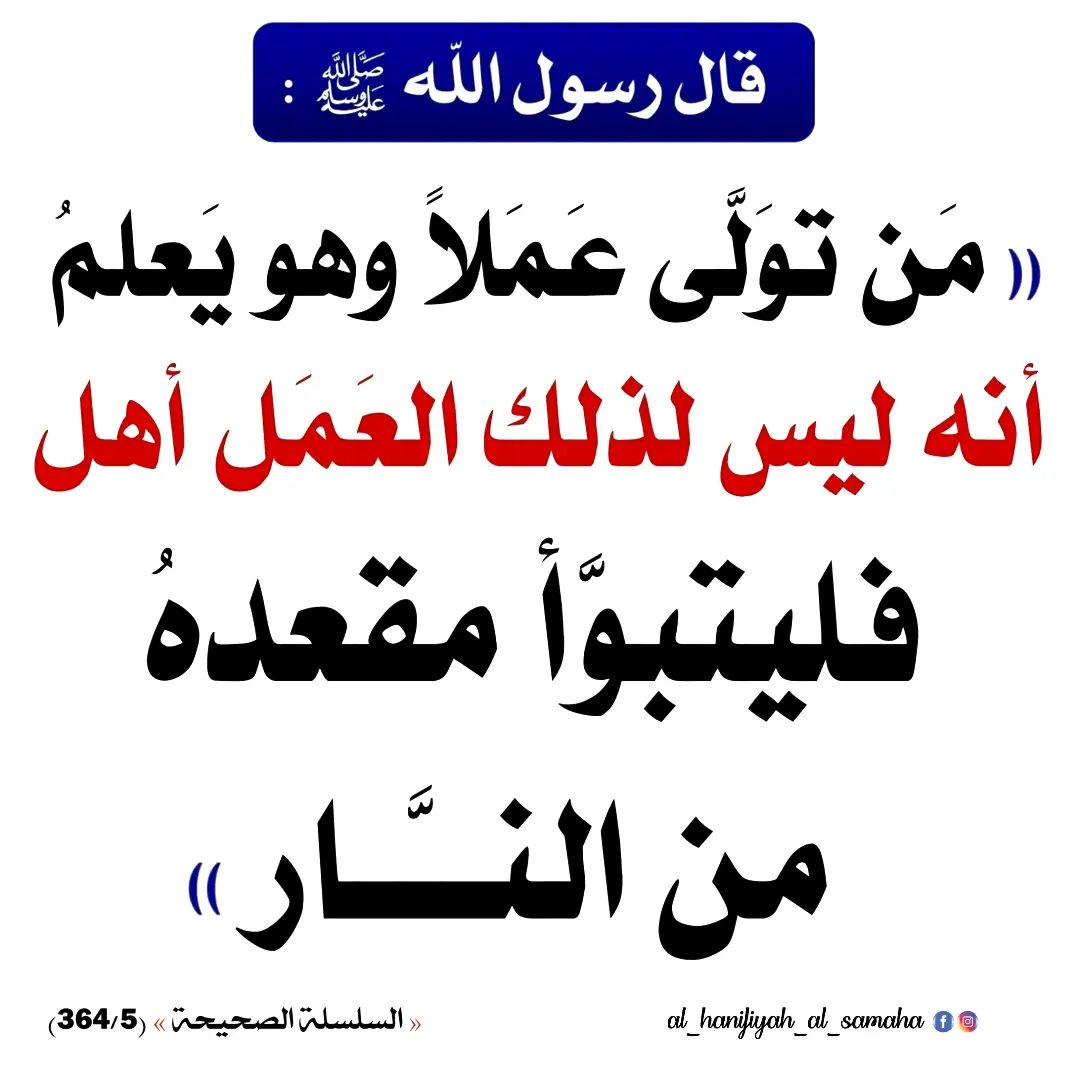 قال رسول الله ﷺ :
(( مَن توَلَّى عَمَلاً وهو يَعلمُ
أنه ليس لذلك العَمَل أهل
فليتبوَّأ مقعدهُ
من النَّـــار ))
« السلسلة الصحيحة » (364/5)
al_hanifiyah_al_samaha